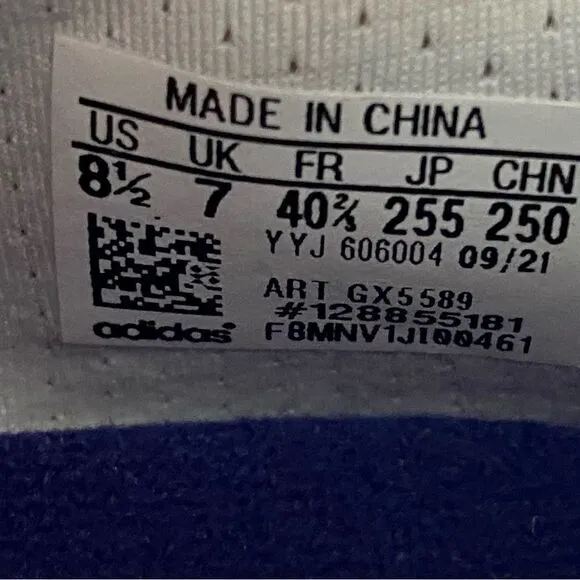 MADE IN CHINA
US UK FR JP CHN
8½ 7 40⅔ 255 250
YYJ 606004 09/21
ART GX5589
#128855181
adidas F8MNV1JI00461